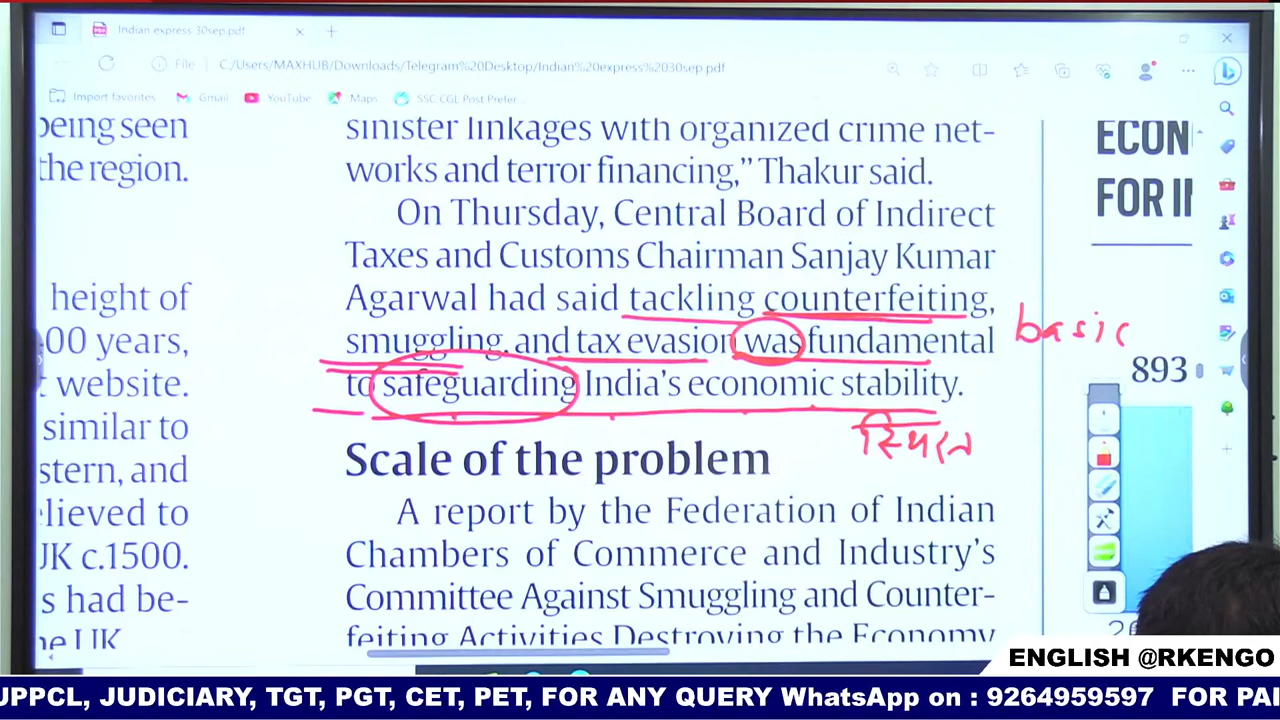 Indian express 30sep.pdf
File C:/Users/MAXHUB/Downloads/Telegram%20Desktop/Indian%20express%2030sep.pdf
Import favorites Gmail YouTube Maps SSC CGL Post Prefer...
being seen
the region.
height of
00 years,
website.
similar to
stern, and
lieved to
UK c.1500.
s had be-
he UK
sinister linkages with organized crime net-
works and terror financing,” Thakur said.
On Thursday, Central Board of Indirect
Taxes and Customs Chairman Sanjay Kumar
Agarwal had said tackling counterfeiting,
smuggling, and tax evasion was fundamental
to safeguarding India’s economic stability.
basic
Scale of the problem
A report by the Federation of Indian
Chambers of Commerce and Industry’s
Committee Against Smuggling and Counter-
feiting Activities Destroying the Economy
ECON
FOR I
893
ENGLISH @RKENGO
UPPCL, JUDICIARY, TGT, PGT, CET, PET, FOR ANY QUERY WhatsApp on : 9264959597 FOR PAI